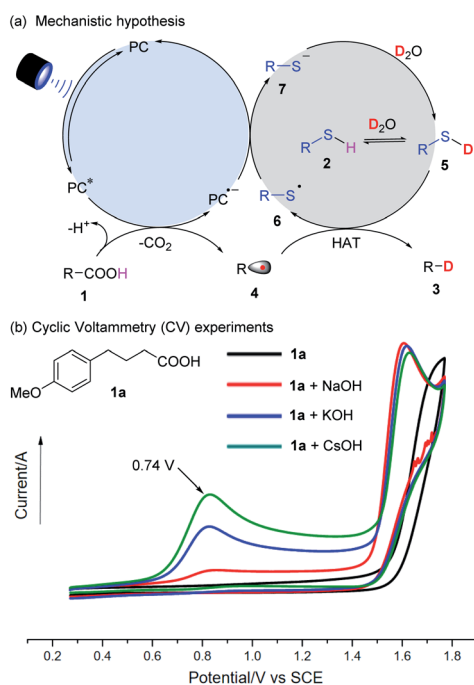 (a) Mechanistic hypothesis
PC
PC*
PC•−
-H+
-CO2
R−COOH
1
R
4
R−S−
7
D2O
S
R H
2
D2O
S
R D
5
R−S•
6
HAT
R−D
3
(b) Cyclic Voltammetry (CV) experiments
COOH
MeO
1a
1a
1a + NaOH
1a + KOH
1a + CsOH
0.74 V
Current/A
0.2 0.4 0.6 0.8 1.0 1.2 1.4 1.6 1.8
Potential/V vs SCE